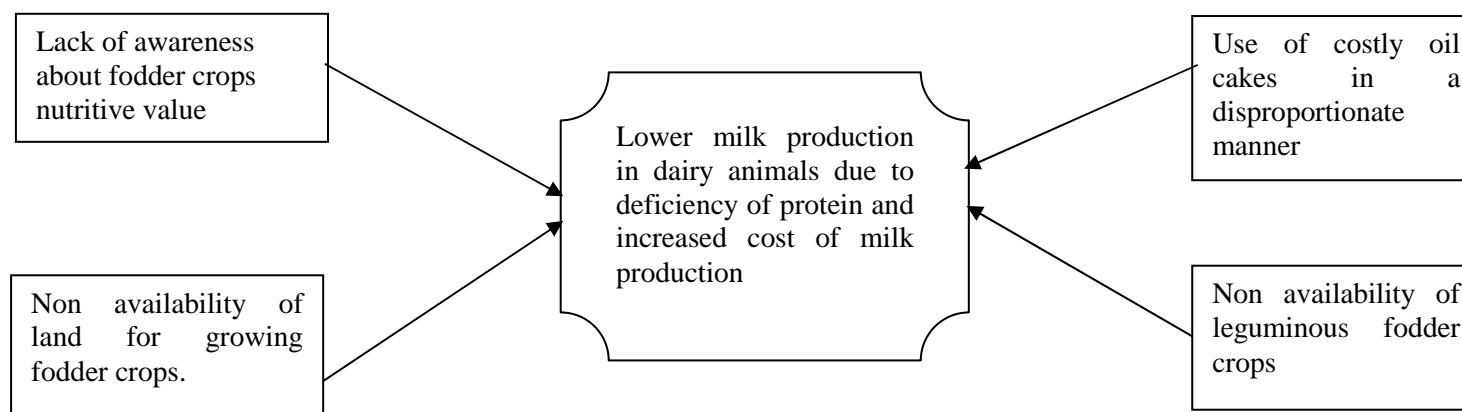 Lack of awareness
about fodder crops
nutritive value
Use of costly oil
cakes in a
disproportionate
manner
Lower milk production
in dairy animals due to
deficiency of protein and
increased cost of milk
production
Non availability of
land for growing
fodder crops.
Non availability of
leguminous fodder
crops